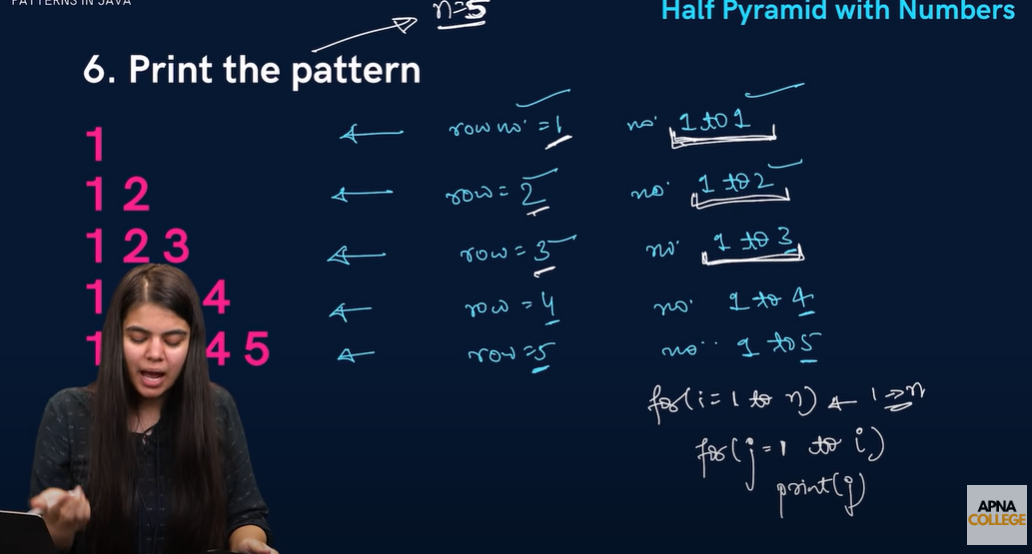 PATTERNS IN JAVA
n=5
Half Pyramid with Numbers
6. Print the pattern
1 row no. = 1 no. 1 to 1
1 2 row = 2 no. 1 to 2
1 2 3 row = 3 no. 1 to 3
1 4 row = 4 no. 1 to 4
1 4 5 row = 5 no.. 1 to 5
for(i=1 to n) ← 1 => n
for(j=1 to i)
print(j)
APNA
COLLEGE